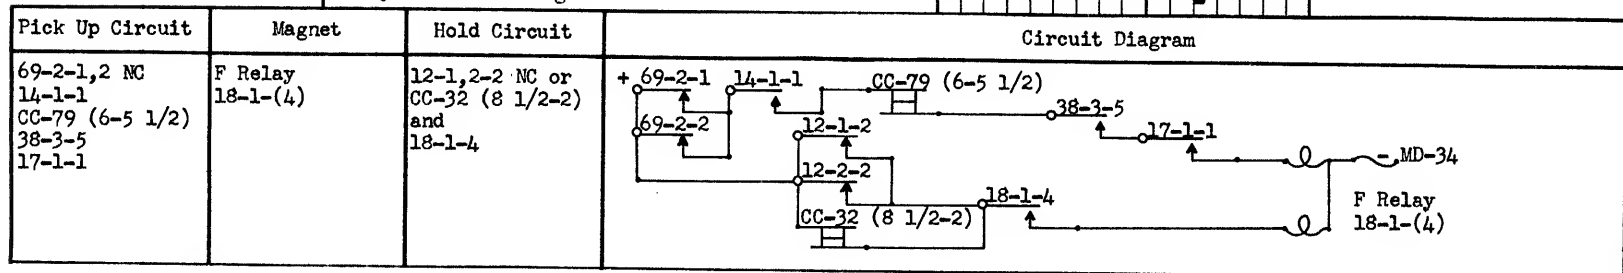 Pick Up Circuit
Magnet
Hold Circuit
Circuit Diagram
69-2-1,2 NC
14-1-1
CC-79 (6-5 1/2)
38-3-5
17-1-1
F Relay
18-1-(4)
12-1,2-2 NC or
CC-32 (8 1/2-2)
and
18-1-4
+ 69-2-1
14-1-1
CC-79 (6-5 1/2)
38-3-5
69-2-2
12-1-2
17-1-1
- MD-34
12-2-2
18-1-4
F Relay
CC-32 (8 1/2-2)
18-1-(4)